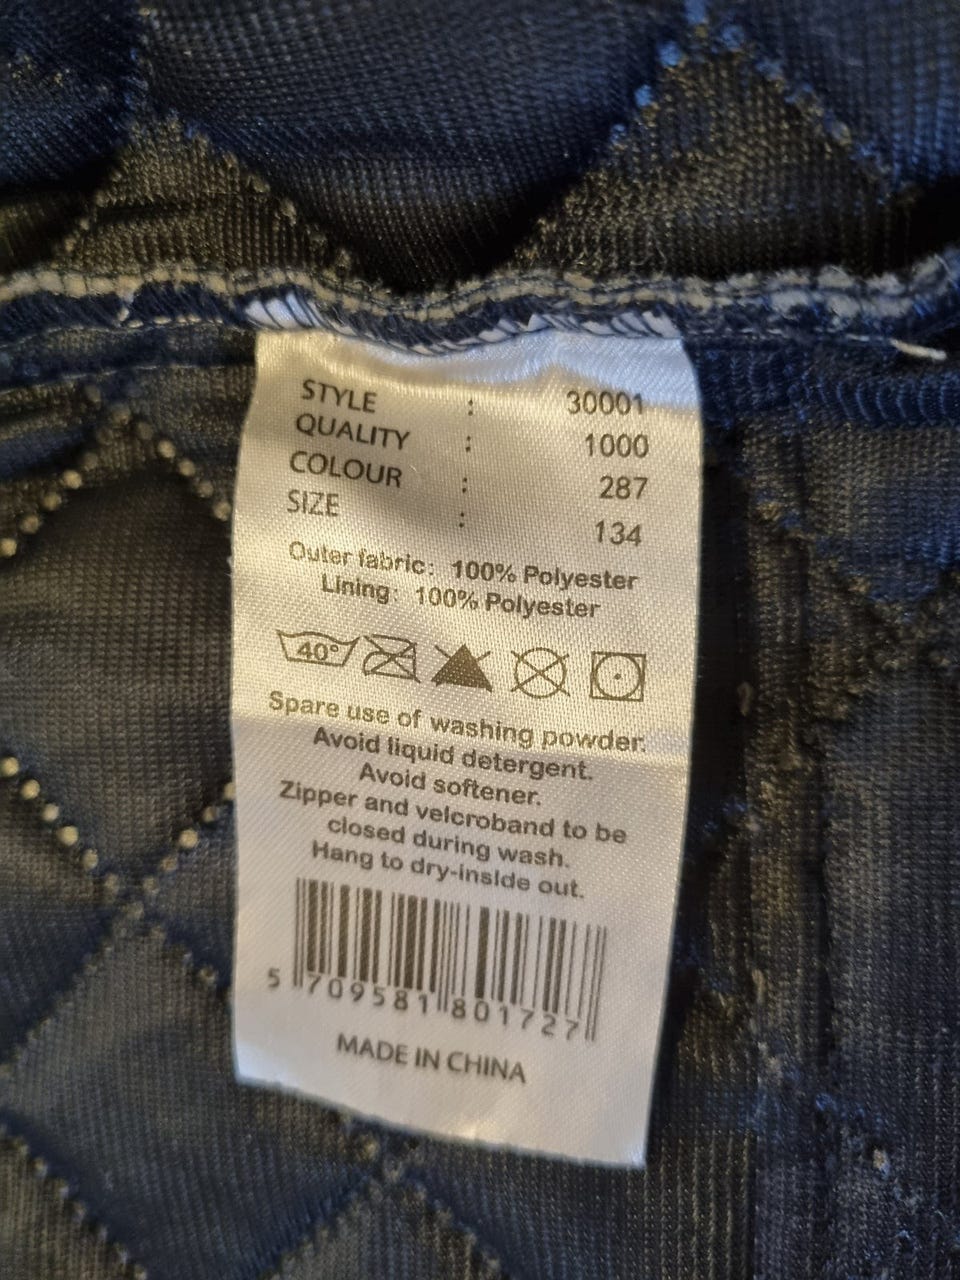 STYLE : 30001
QUALITY : 1000
COLOUR : 287
SIZE : 134
Outer fabric: 100% Polyester
Lining: 100% Polyester
40°
Spare use of washing powder.
Avoid liquid detergent.
Avoid softener.
Zipper and velcroband to be
closed during wash.
Hang to dry-inside out.
5 709581 801727
MADE IN CHINA